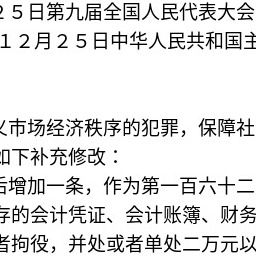 ２５日第九届全国人民代表大会
１２月２５日中华人民共和国主
义市场经济秩序的犯罪，保障社
如下补充修改：
后增加一条，作为第一百六十二
存的会计凭证、会计账簿、财务
者拘役，并处或者单处二万元以